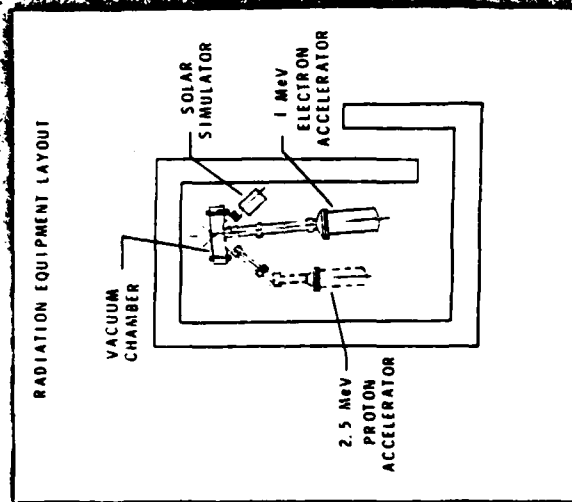 RADIATION EQUIPMENT LAYOUT
VACUUM
CHAMBER
SOLAR
SIMULATOR
1 MeV
ELECTRON
ACCELERATOR
2.5 MeV
PROTON
ACCELERATOR